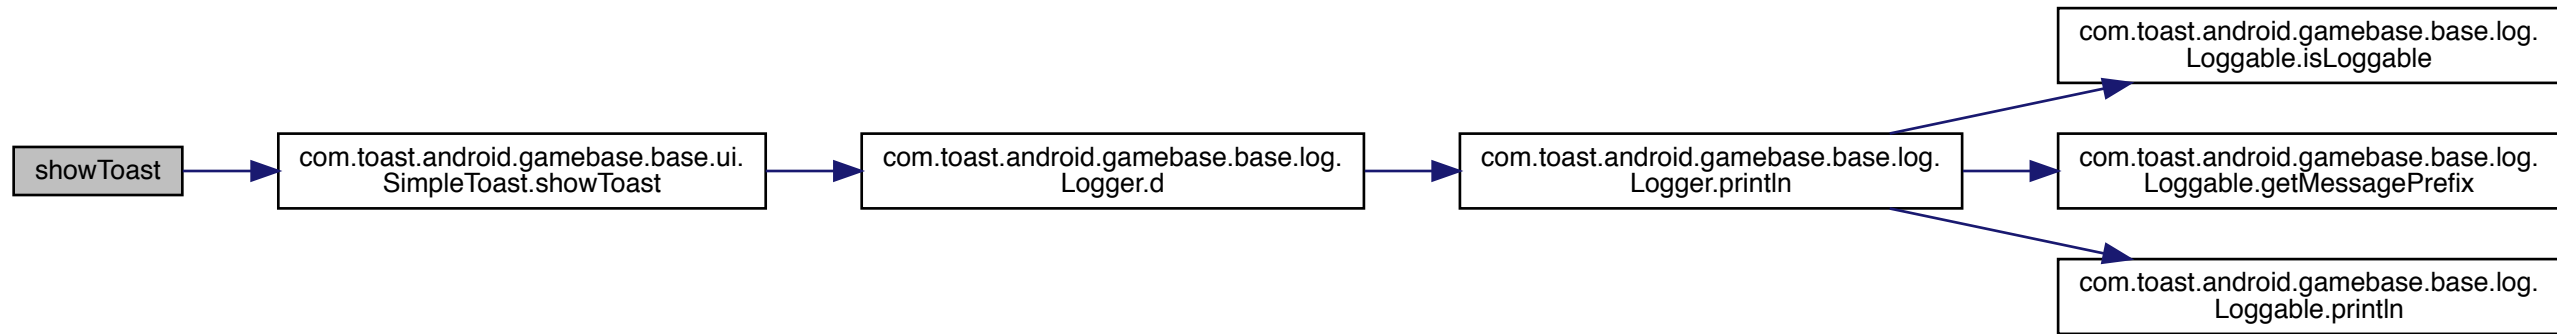 showToast
com.toast.android.gamebase.base.ui.
SimpleToast.showToast
com.toast.android.gamebase.base.log.
Logger.d
com.toast.android.gamebase.base.log.
Logger.println
com.toast.android.gamebase.base.log.
Loggable.isLoggable
com.toast.android.gamebase.base.log.
Loggable.getMessagePrefix
com.toast.android.gamebase.base.log.
Loggable.println